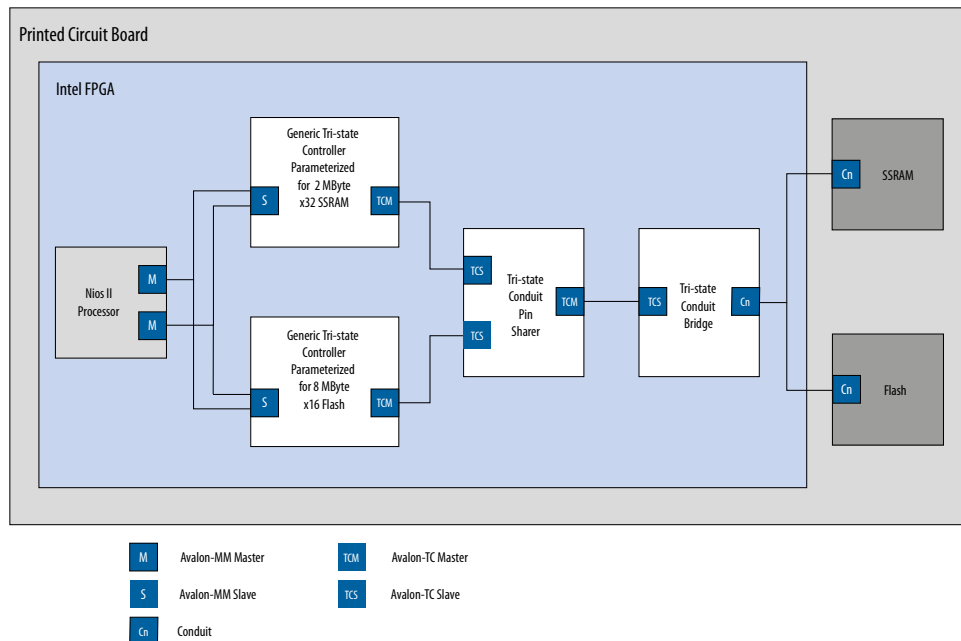 Printed Circuit Board
Intel FPGA
Generic Tri-state
Controller
Parameterized
for 2 MByte
x32 SSRAM
S
TCM
Cn
SSRAM
Nios II
Processor
M
M
TCS
TCS
Tri-state
Conduit
Pin
Sharer
TCM
TCS
Tri-state
Conduit
Bridge
Cn
Generic Tri-state
Controller
Parameterized
for 8 MByte
x16 Flash
S
TCM
Cn
Flash
M Avalon-MM Master
TCM Avalon-TC Master
S Avalon-MM Slave
TCS Avalon-TC Slave
Cn Conduit